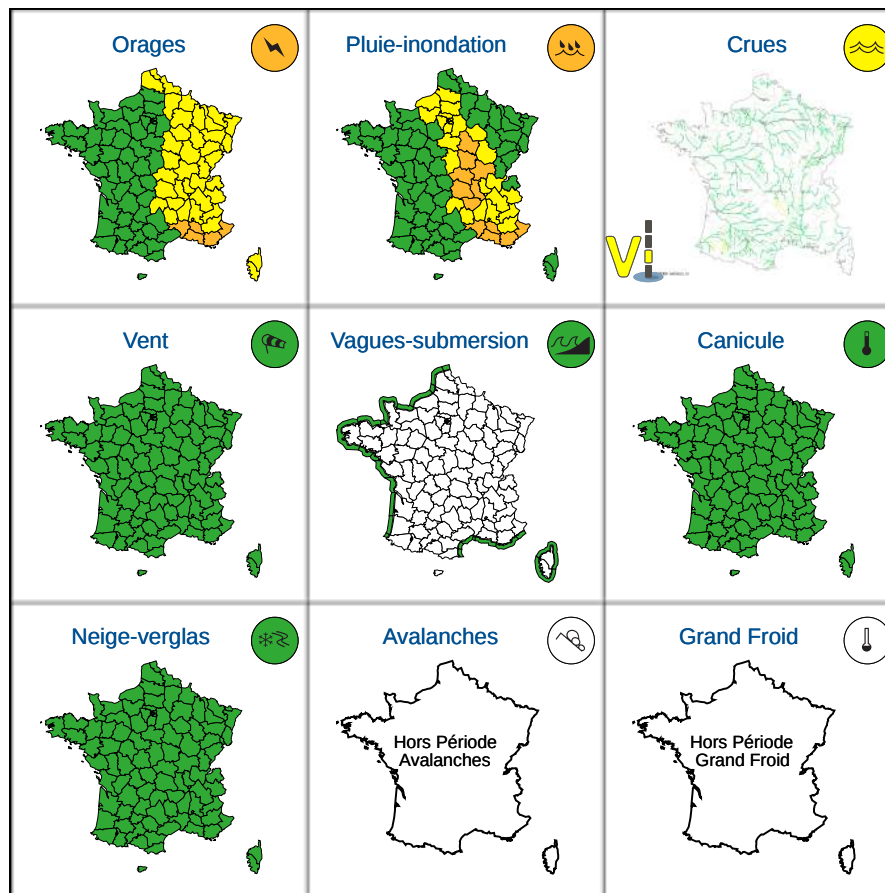 Orages
Pluie-inondation
Crues
Vi
Vent
Vagues-submersion
Canicule
Neige-verglas
Avalanches
Grand Froid
Hors Période
Avalanches
Hors Période
Grand Froid